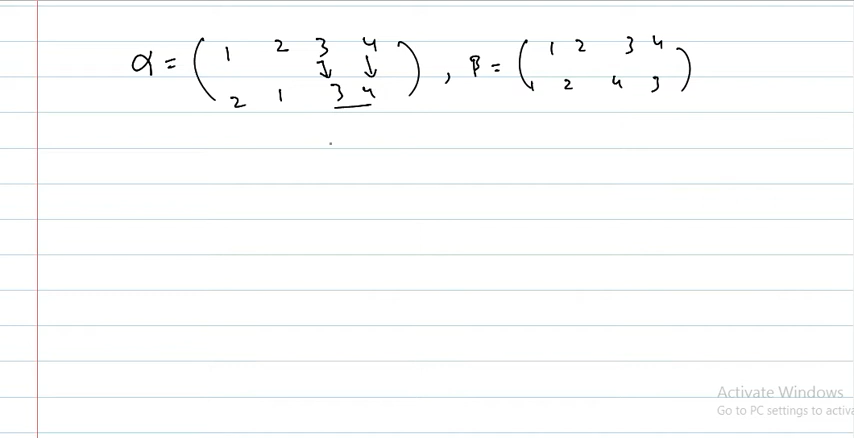 α = ( 1 2 3 4 ) , β = ( 1 2 3 4 )
↓ ↓
2 1 3 4 1 2 4 3
Activate Windows
Go to PC settings to activa